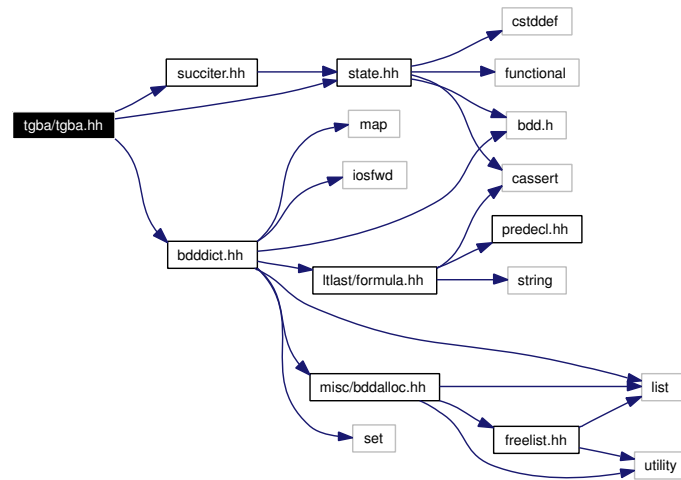 cstddef
succiter.hh
state.hh
functional
tgba/tgba.hh
map
bdd.h
iosfwd
cassert
predecl.hh
bdddict.hh
ltlast/formula.hh
string
misc/bddalloc.hh
list
set
freelist.hh
utility